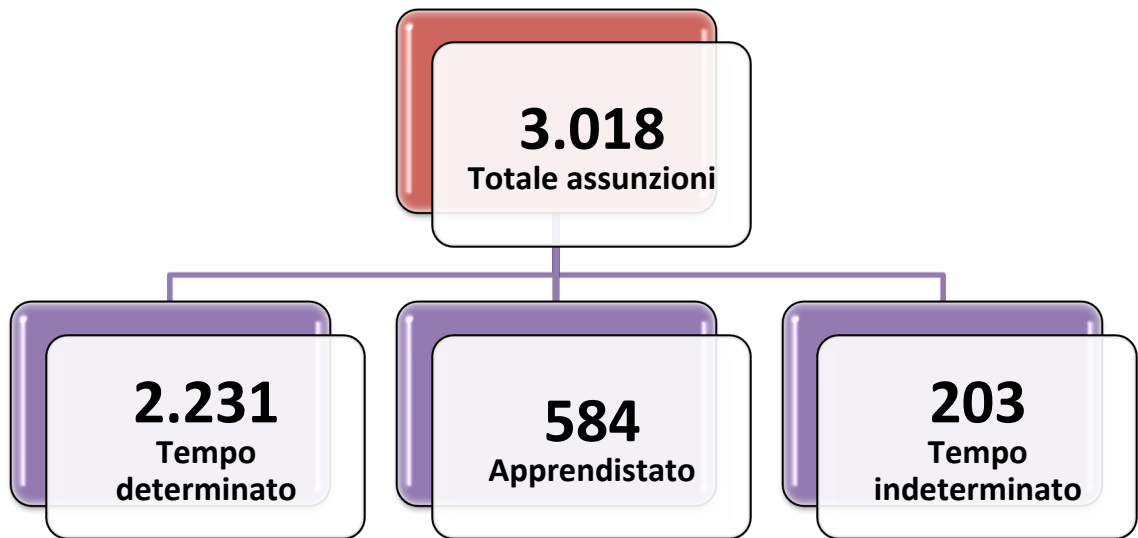 3.018
Totale assunzioni
2.231
Tempo
determinato
584
Apprendistato
203
Tempo
indeterminato